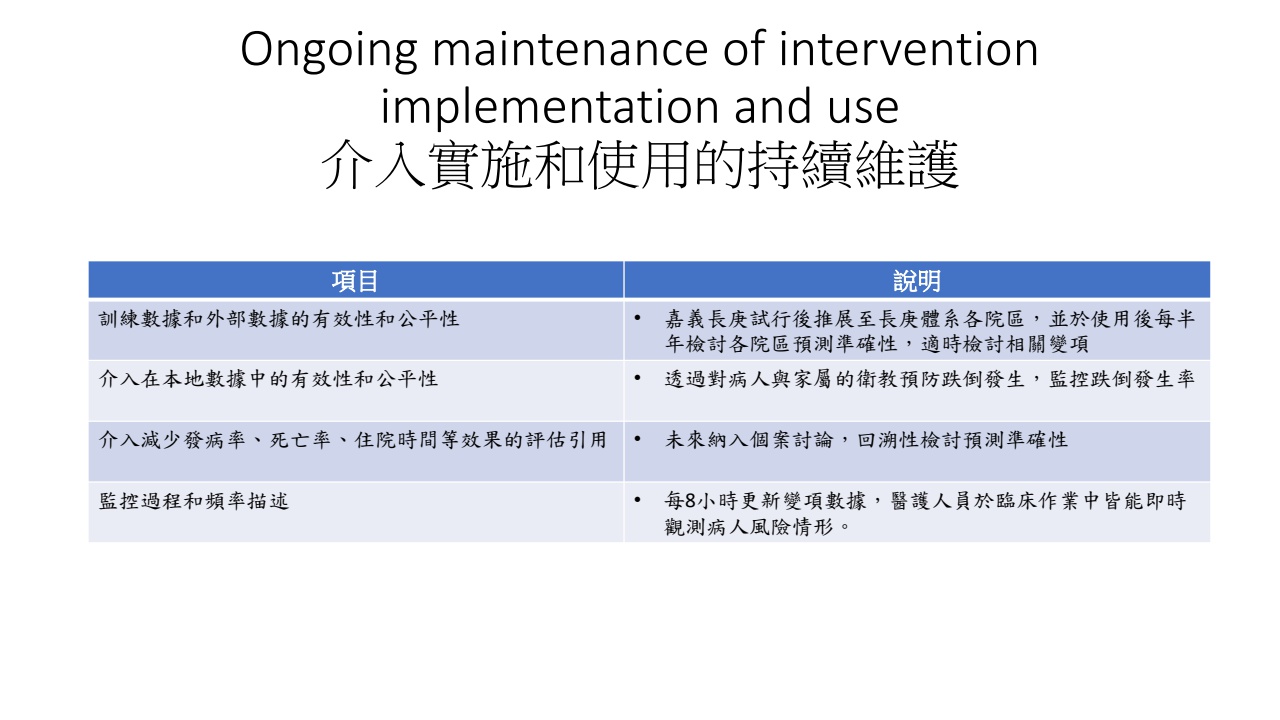 Ongoing maintenance of intervention
implementation and use
介入實施和使用的持續維護
項目
說明
訓練數據和外部數據的有效性和公平性
• 嘉義長庚試行後推展至長庚體系各院區，並於使用後每半
年檢討各院區預測準確性，適時檢討相關變項
介入在本地數據中的有效性和公平性
• 透過對病人與家屬的衛教預防跌倒發生，監控跌倒發生率
介入減少發病率、死亡率、住院時間等效果的評估引用
• 未來納入個案討論，回溯性檢討預測準確性
監控過程和頻率描述
• 每8小時更新變項數據，醫護人員於臨床作業中皆能即時
觀測病人風險情形。